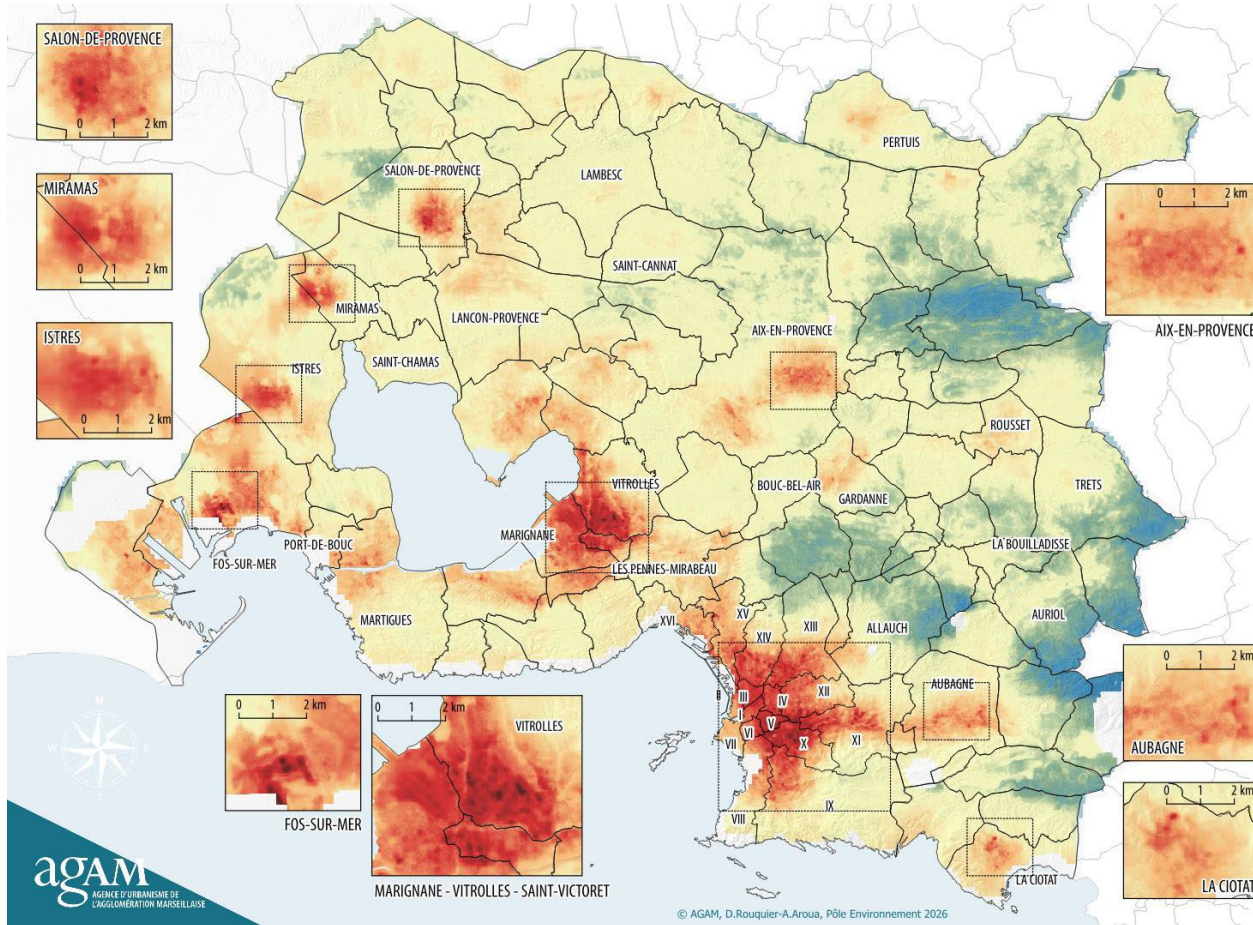 SALON-DE-PROVENCE
0 1 2 km
MIRAMAS
0 1 2 km
ISTRES
0 1 2 km
PERTUIS
SALON-DE-PROVENCE
LAMBESC
0 1 2 km
AIX-EN-PROVENCE
SAINT-CANNAT
MIRAMAS
LANCON-PROVENCE
AIX-EN-PROVENCE
SAINT-CHAMAS
ISTRES
ROUSSET
VITROLLES
BOUC-BEL-AIR
TRETS
GARDANNE
MARIGNANE
PORT-DE-BOUC
LA BOUILLADISSE
FOS-SUR-MER
LES PENNES-MIRABEAU
MARTIGUES
XVI
XV
XIV
XIII
ALLAUCH
AURIOL
0 1 2 km
AUBAGNE
AUBAGNE
III
IV
XII
II
I
V
VI
VII
X
XI
IX
VIII
N
W
E
S
0 1 2 km
FOS-SUR-MER
0 1 2 km
VITROLLES
MARIGNANE - VITROLLES - SAINT-VICTORET
0 1 2 km
LA CIOTAT
LA CIOTAT
agAM
AGENCE D'URBANISME DE
L'AGGLOMÉRATION MARSEILLAISE
© AGAM, D.Rouquier-A.Aroua, Pôle Environnement 2026